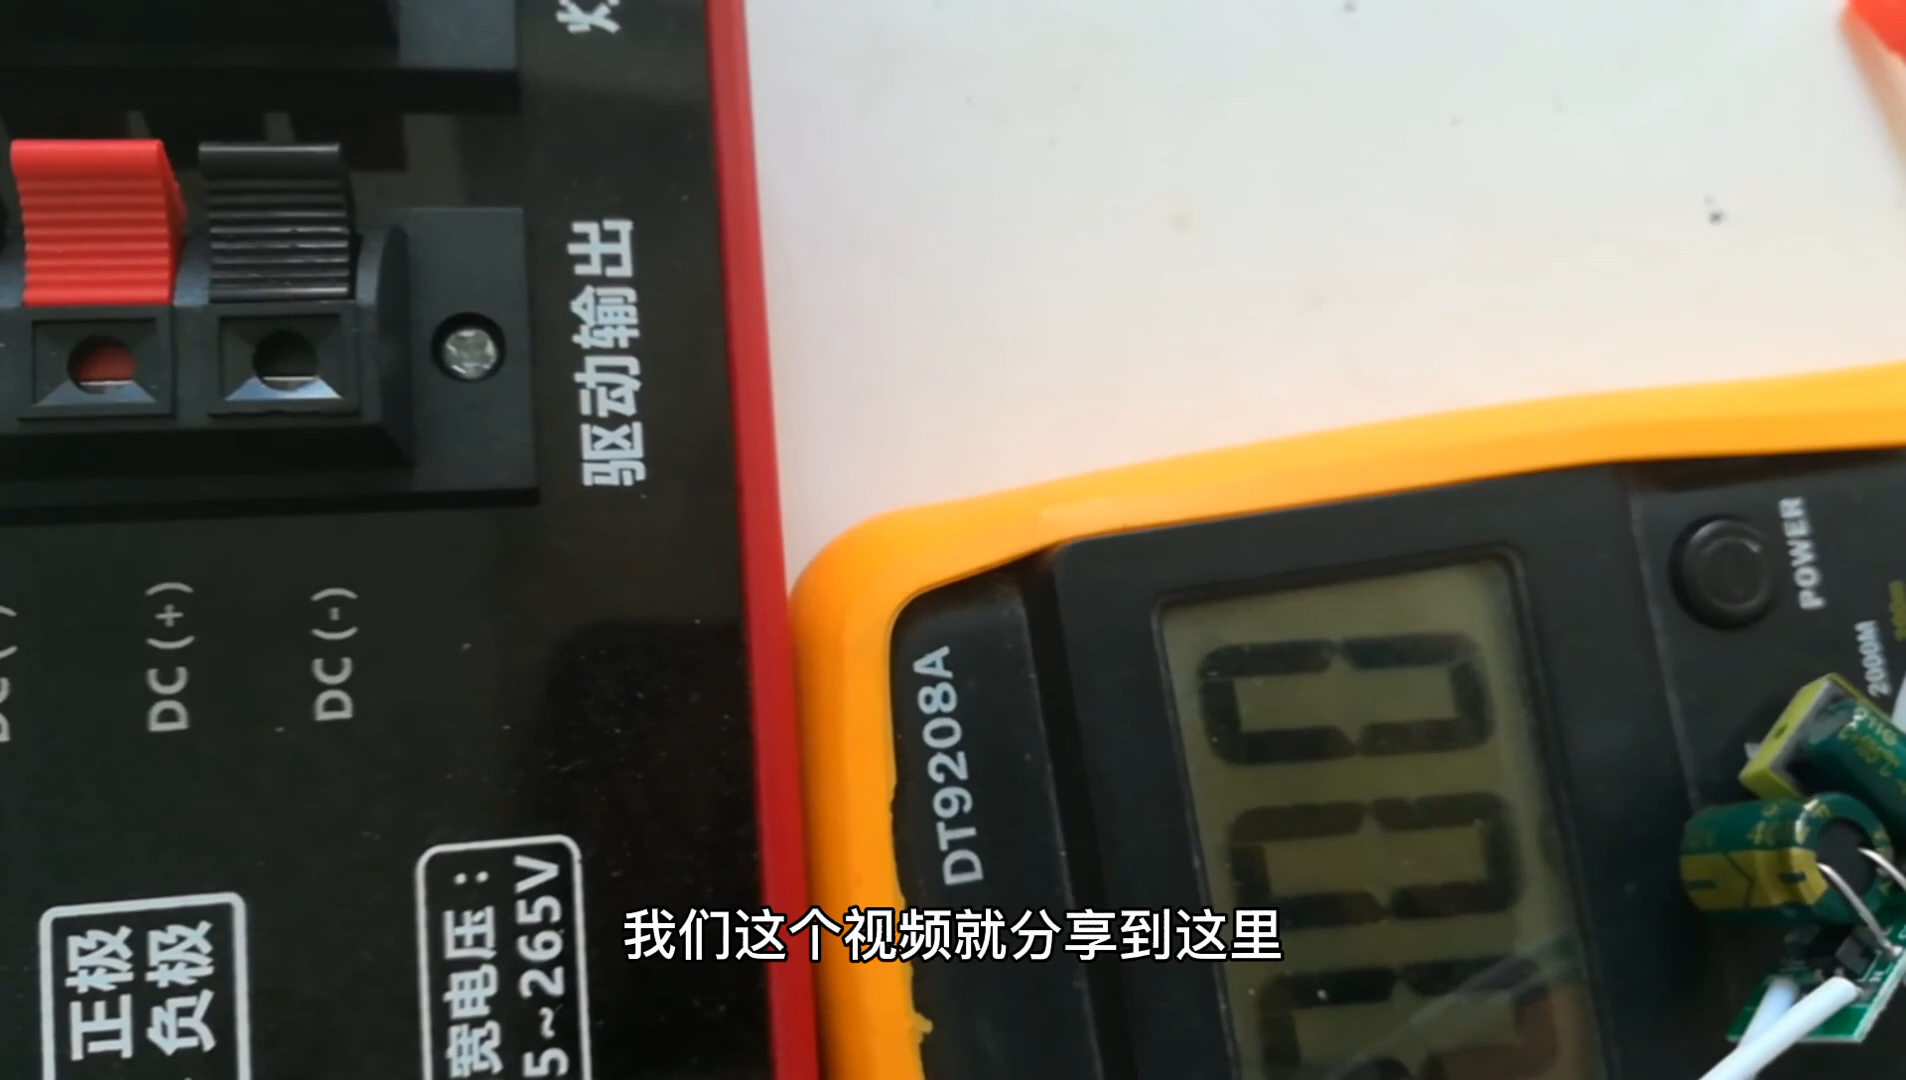 驱动输出
DC(+)
DC(-)
正极
负极
宽电压：
5~265V
DT9208A
POWER
2000M
我们这个视频就分享到这里